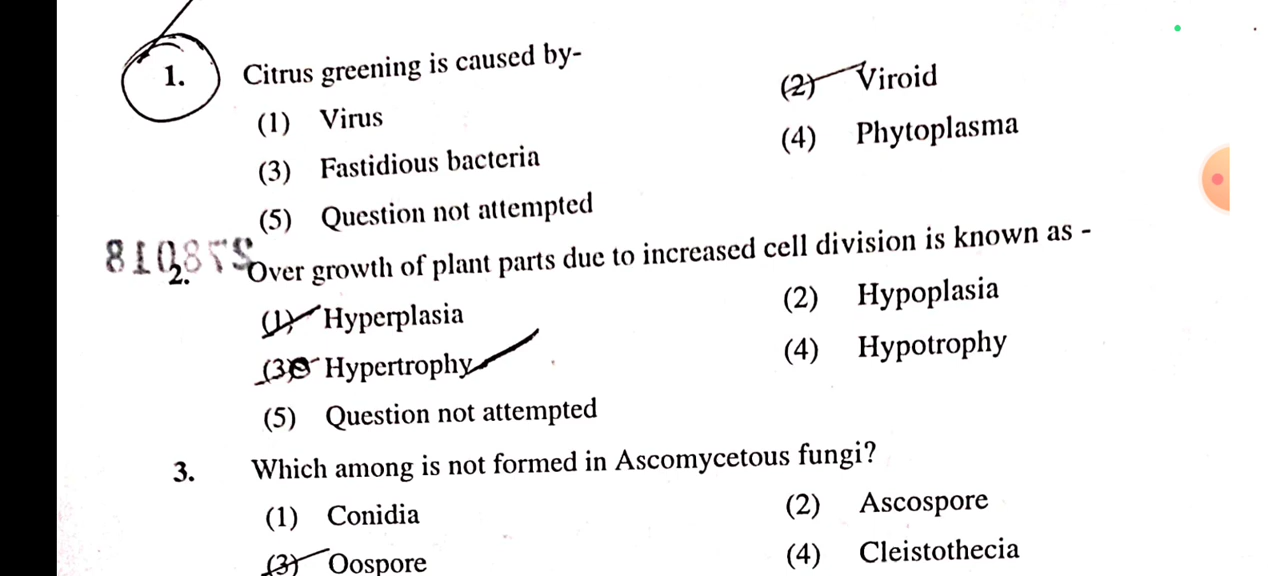 1. Citrus greening is caused by-
(1) Virus (2) Viroid
(3) Fastidious bacteria (4) Phytoplasma
(5) Question not attempted
810875
2. Over growth of plant parts due to increased cell division is known as -
(1) Hyperplasia (2) Hypoplasia
(3) Hypertrophy (4) Hypotrophy
(5) Question not attempted
3. Which among is not formed in Ascomycetous fungi?
(1) Conidia (2) Ascospore
(3) Oospore (4) Cleistothecia